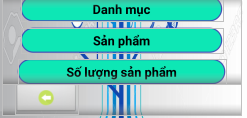 Danh mục
Sản phẩm
Số lượng sản phẩm